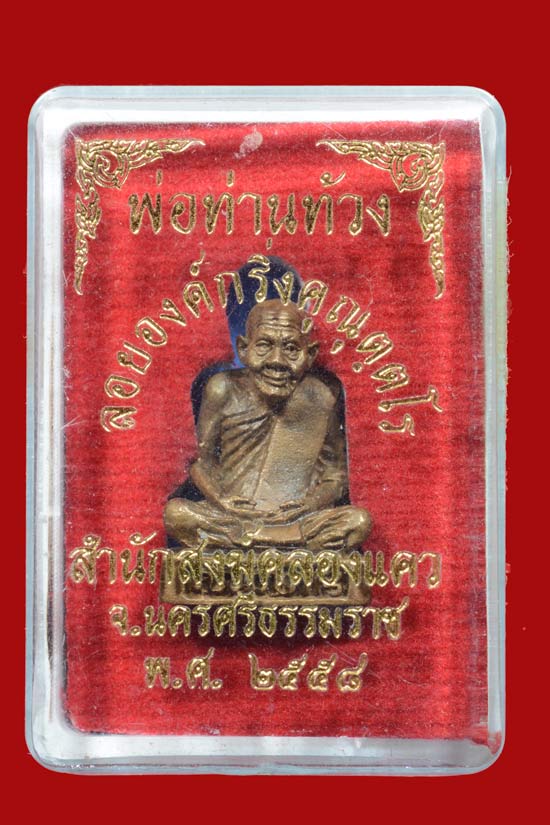 พ่อท่านท้วง
ลอยองค์กริ่งคุณุตฺตโร
สำนักสงฆ์คลองแคว
จ.นครศรีธรรมราช
พ.ศ. ๒๕๕๘